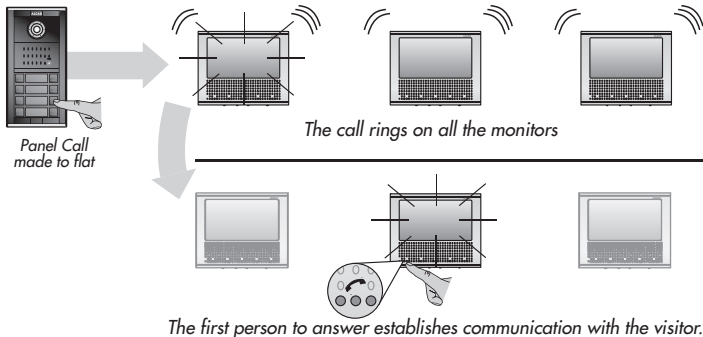 The call rings on all the monitors
Panel Call
made to flat
The first person to answer establishes communication with the visitor.